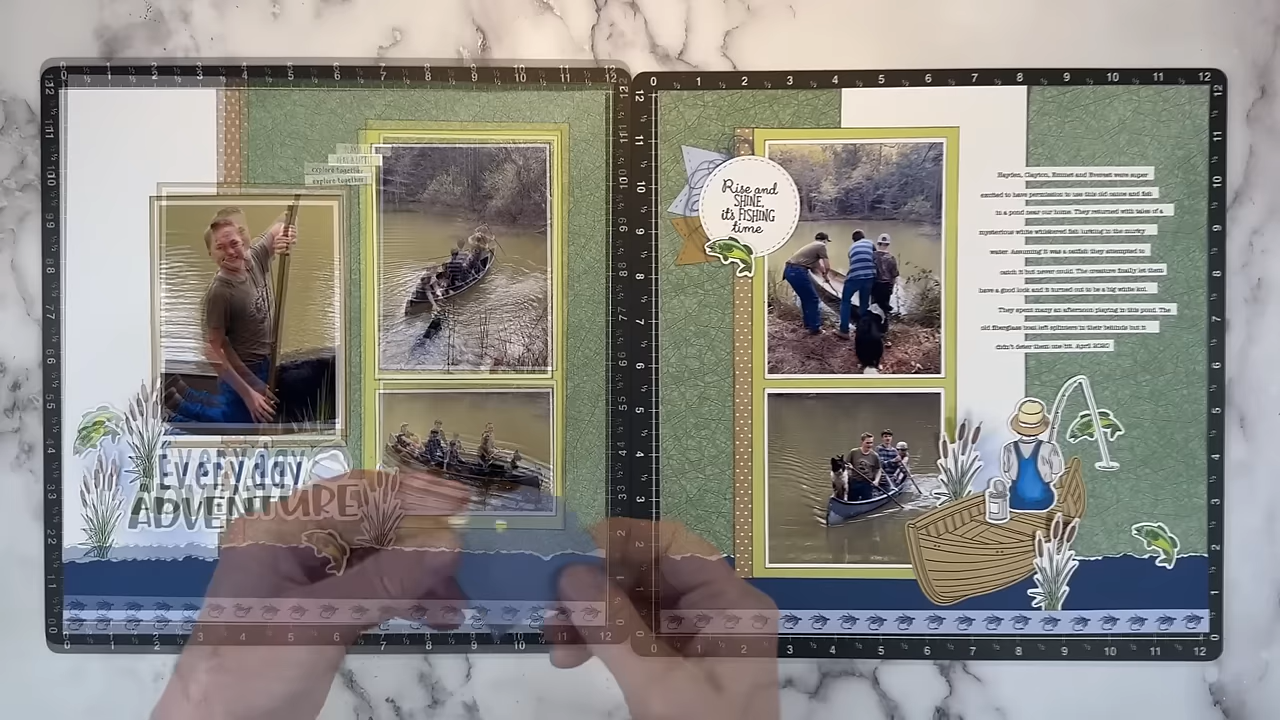 explore together
explore together
Everyday
ADVENTURE
Rise and
SHINE,
it's FISHING
time
Hayden, Clayton, Emmet and Everest were super
excited to have permission to use this old canoe and fish
in a pond near our home. They returned with tales of a
mysterious white whiskered fish lurking in the murky
water. Assuming it was a catfish they attempted to
catch it but never could. The creature finally let them
have a good look and it turned out to be a big white koi.
They spent many an afternoon playing in this pond. The
old fiberglass boat left splinters in their behinds but it
didn't deter them one bit. April 2020